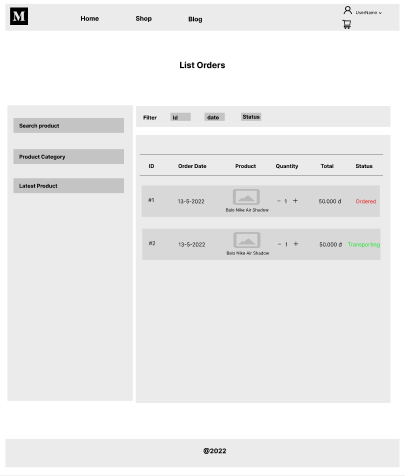 M Home Shop Blog UserName
List Orders
Search product
Product Category
Latest Product
Filter Id date Status
ID Order Date Product Quantity Total Status
#1 13-5-2022 - 1 + 50.000 đ Ordered
Balo Nike Air Shadow
#2 13-5-2022 - 1 + 50.000 đ Transporting
Balo Nike Air Shadow
@2022